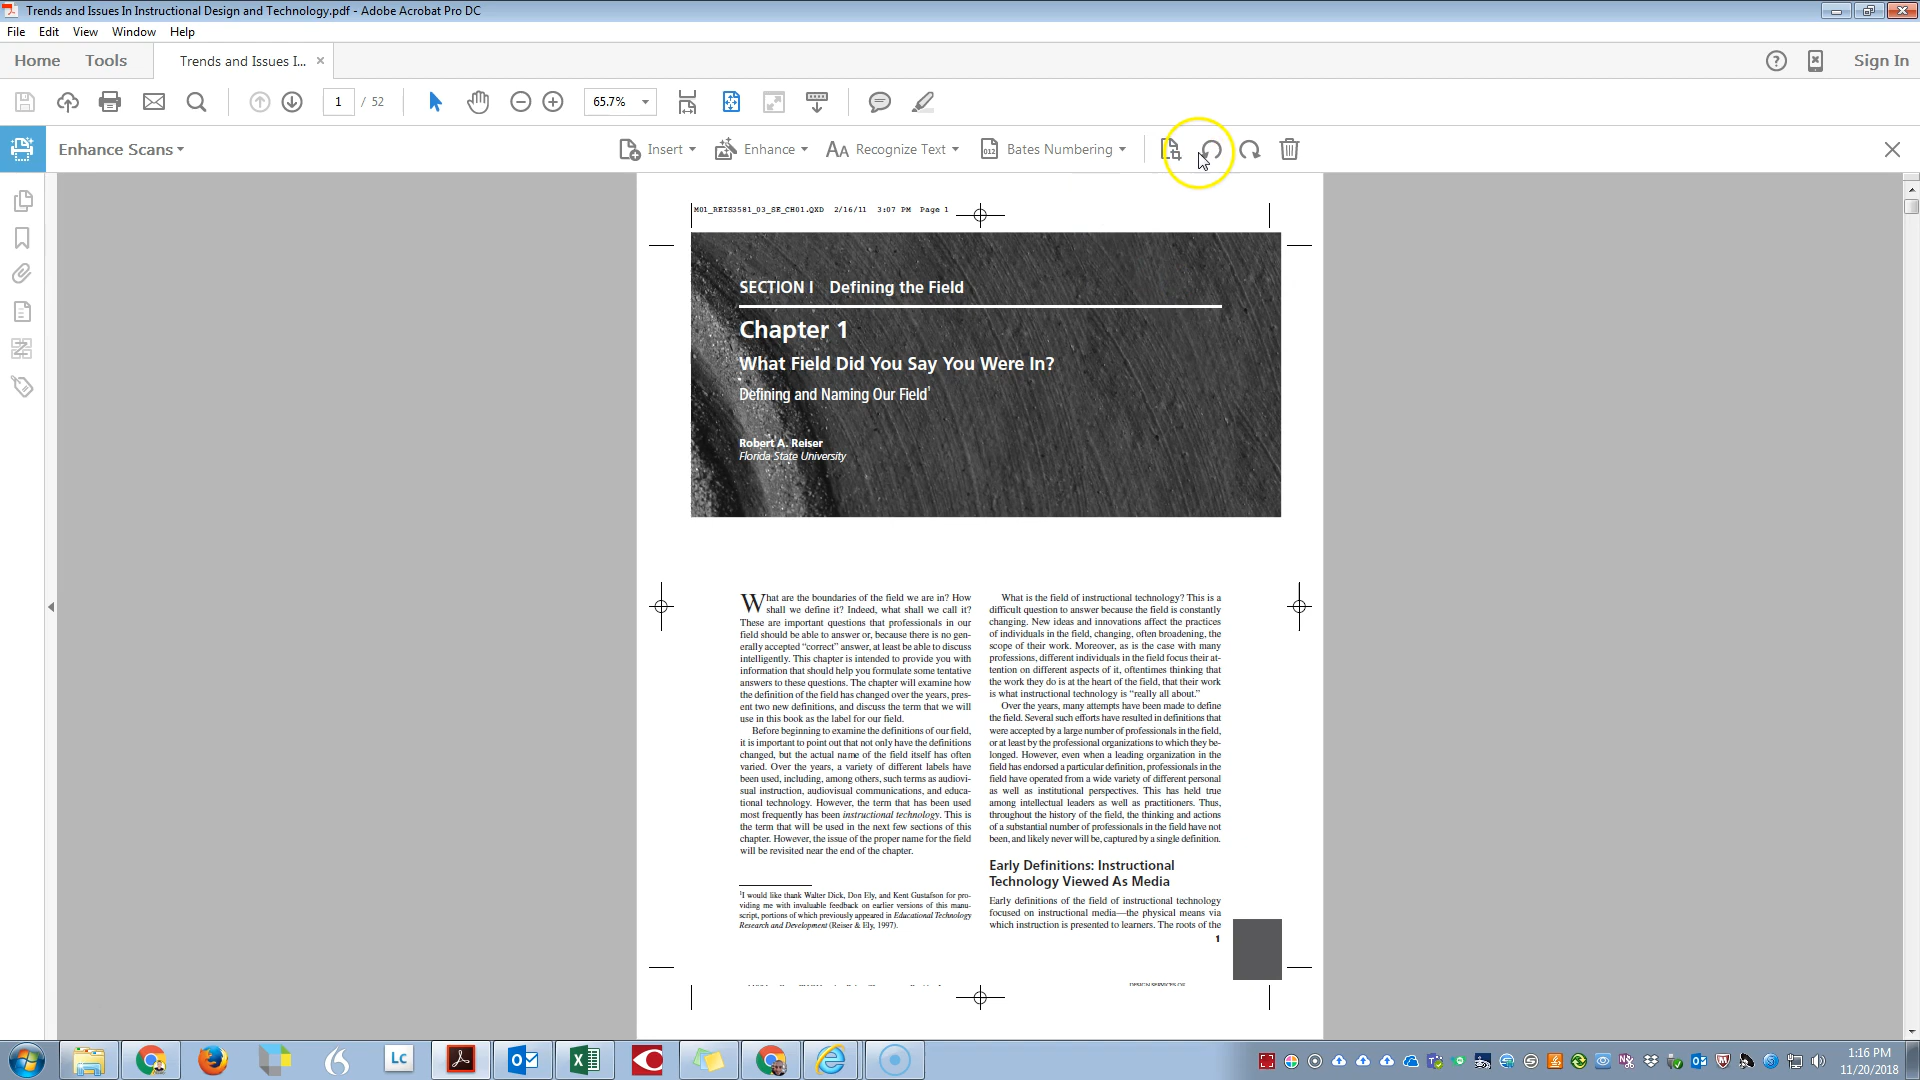 Trends and Issues In Instructional Design and Technology.pdf - Adobe Acrobat Pro DC
File Edit View Window Help
Home Tools Trends and Issues I... × Sign In
1 / 52 65.7%
Enhance Scans Insert Enhance Recognize Text Bates Numbering
M01_REIS3581_03_SE_CH01.QXD 2/16/11 3:07 PM Page 1
SECTION I Defining the Field
Chapter 1
What Field Did You Say You Were In?
Defining and Naming Our Field1
Robert A. Reiser
Florida State University
What are the boundaries of the field we are in? How
shall we define it? Indeed, what shall we call it?
These are important questions that professionals in our
field should be able to answer or, because there is no gen-
erally accepted “correct” answer, at least be able to discuss
intelligently. This chapter is intended to provide you with
information that should help you formulate some tentative
answers to these questions. The chapter will examine how
the definition of the field has changed over the years, pres-
ent two new definitions, and discuss the term that we will
use in this book as the label for our field.
Before beginning to examine the definitions of our field,
it is important to point out that not only have the definitions
changed, but the actual name of the field itself has often
varied. Over the years, a variety of different labels have
been used, including, among others, such terms as audiovi-
sual instruction, audiovisual communications, and educa-
tional technology. However, the term that has been used
most frequently has been instructional technology. This is
the term that will be used in the next few sections of this
chapter. However, the issue of the proper name for the field
will be revisited near the end of the chapter.
1I would like thank Walter Dick, Don Ely, and Kent Gustafson for pro-
viding me with invaluable feedback on earlier versions of this manu-
script, portions of which previously appeared in Educational Technology
Research and Development (Reiser & Ely, 1997).
What is the field of instructional technology? This is a
difficult question to answer because the field is constantly
changing. New ideas and innovations affect the practices
of individuals in the field, changing, often broadening, the
scope of their work. Moreover, as is the case with many
professions, different individuals in the field focus their at-
tention on different aspects of it, oftentimes thinking that
the work they do is at the heart of the field, that their work
is what instructional technology is “really all about.”
Over the years, many attempts have been made to define
the field. Several such efforts have resulted in definitions that
were accepted by a large number of professionals in the field,
or at least by the professional organizations to which they be-
longed. However, even when a leading organization in the
field has endorsed a particular definition, professionals in the
field have operated from a wide variety of different personal
as well as institutional perspectives. This has held true
among intellectual leaders as well as practitioners. Thus,
throughout the history of the field, the thinking and actions
of a substantial number of professionals in the field have not
been, and likely never will be, captured by a single definition.
Early Definitions: Instructional
Technology Viewed As Media
Early definitions of the field of instructional technology
focused on instructional media—the physical means via
which instruction is presented to learners. The roots of the
1
DESIGN SERVICES OF
Lc
1:16 PM
11/20/2018